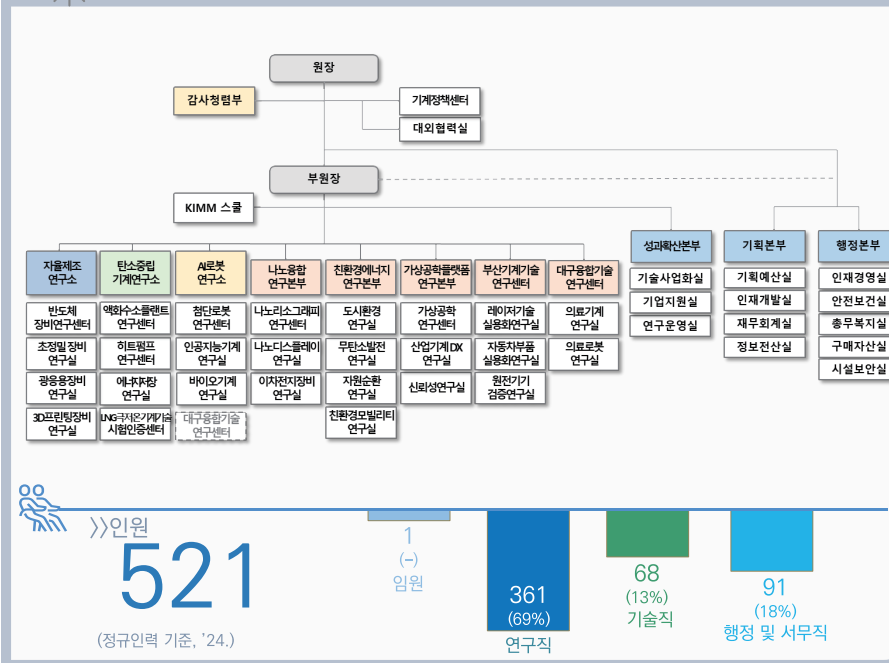 원장
감사청렴부
기계정책센터
대외협력실
부원장
KIMM 스쿨
자율제조
연구소
탄소중립
기계연구소
AI로봇
연구소
나노융합
연구본부
친환경에너지
연구본부
가상공학플랫폼
연구본부
부산기계기술
연구센터
대구융합기술
연구센터
성과확산본부
기획본부
행정본부
반도체
장비연구센터
초정밀 장비
연구실
광응용장비
연구실
3D프린팅장비
연구실
액화수소플랜트
연구센터
히트펌프
연구센터
에너지저장
연구실
LNG극저온기계기술
시험인증센터
첨단로봇
연구센터
인공지능기계
연구실
바이오기계
연구실
대구융합기술
연구센터
나노리소그래피
연구센터
나노디스플레이
연구실
이차전지장비
연구실
도시환경
연구실
무탄소발전
연구실
자원순환
연구실
친환경모빌리티
연구실
가상공학
연구센터
산업기계 DX
연구실
신뢰성연구실
레이저기술
실용화연구실
자동차부품
실용화연구실
원전기기
검증연구실
의료기계
연구실
의료로봇
연구실
기술사업화실
기업지원실
연구운영실
기획예산실
인재개발실
재무회계실
정보전산실
인재경영실
안전보건실
총무복지실
구매자산실
시설보안실
>>인원
521
(정규인력 기준, ’24.)
1
(–)
임원
361
(69%)
연구직
68
(13%)
기술직
91
(18%)
행정 및 서무직